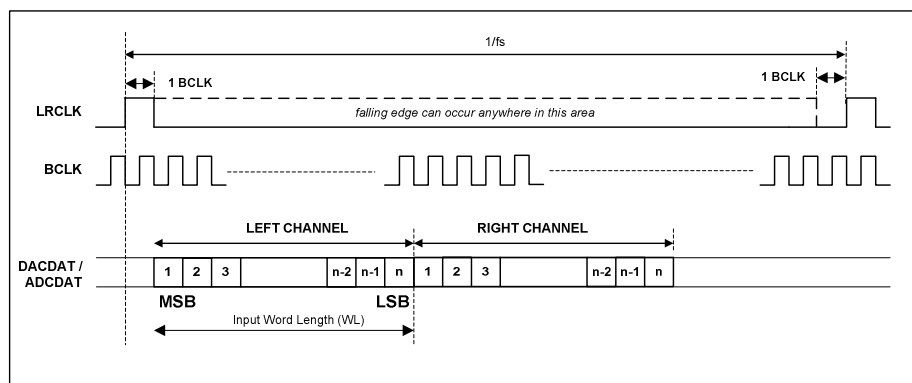 1/fs
1 BCLK
1 BCLK
LRCLK
falling edge can occur anywhere in this area
BCLK
LEFT CHANNEL
RIGHT CHANNEL
DACDAT /
ADCDAT
1 2 3 n-2 n-1 n 1 2 3 n-2 n-1 n
MSB LSB
Input Word Length (WL)